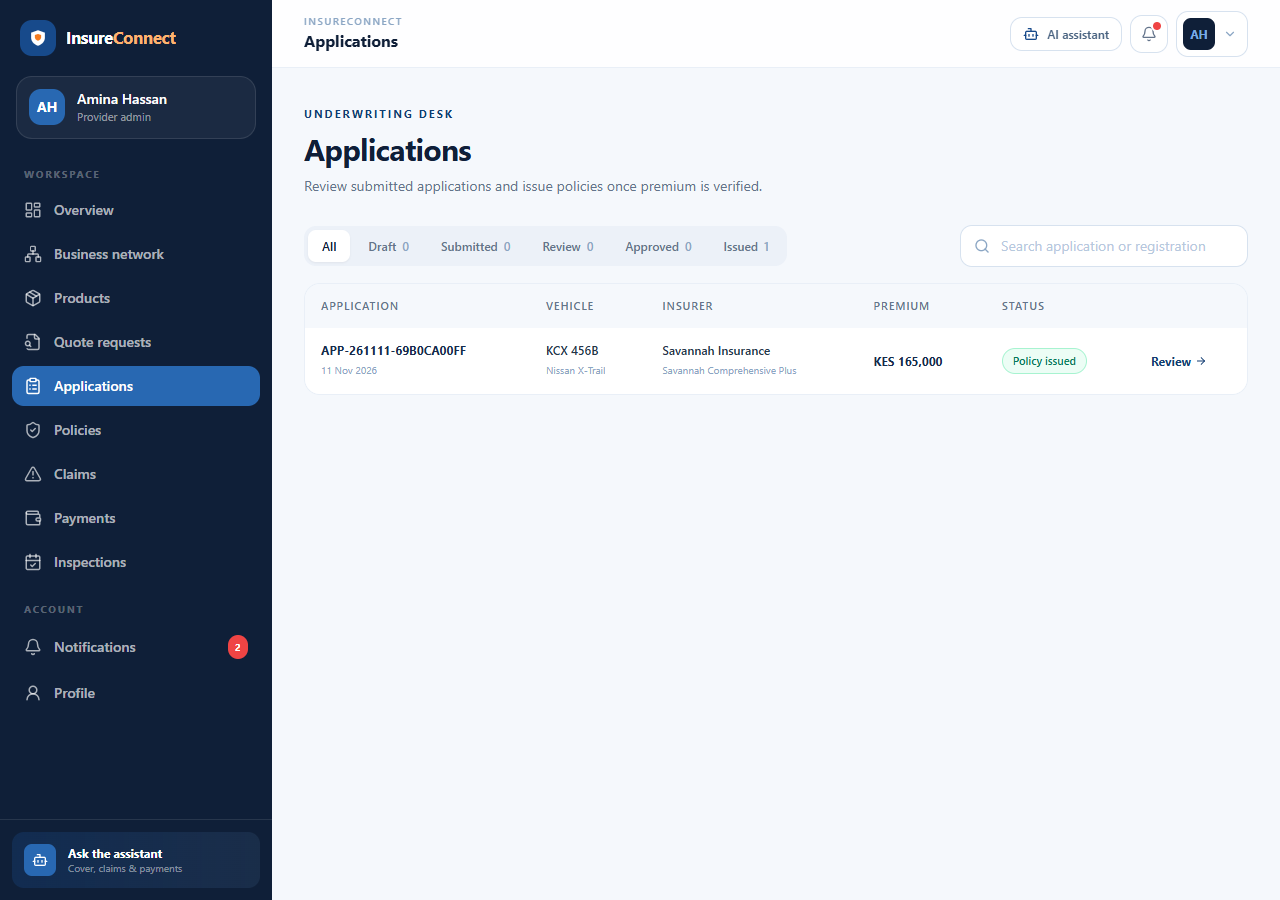 InsureConnect
AH
Amina Hassan
Provider admin
WORKSPACE
Overview
Business network
Products
Quote requests
Applications
Policies
Claims
Payments
Inspections
ACCOUNT
Notifications 2
Profile
Ask the assistant
Cover, claims & payments
INSURECONNECT
Applications
AI assistant
AH
UNDERWRITING DESK
Applications
Review submitted applications and issue policies once premium is verified.
All Draft 0 Submitted 0 Review 0 Approved 0 Issued 1
Search application or registration
APPLICATION VEHICLE INSURER PREMIUM STATUS
APP-261111-69B0CA00FF KCX 456B Savannah Insurance KES 165,000 Policy issued Review →
11 Nov 2026 Nissan X-Trail Savannah Comprehensive Plus